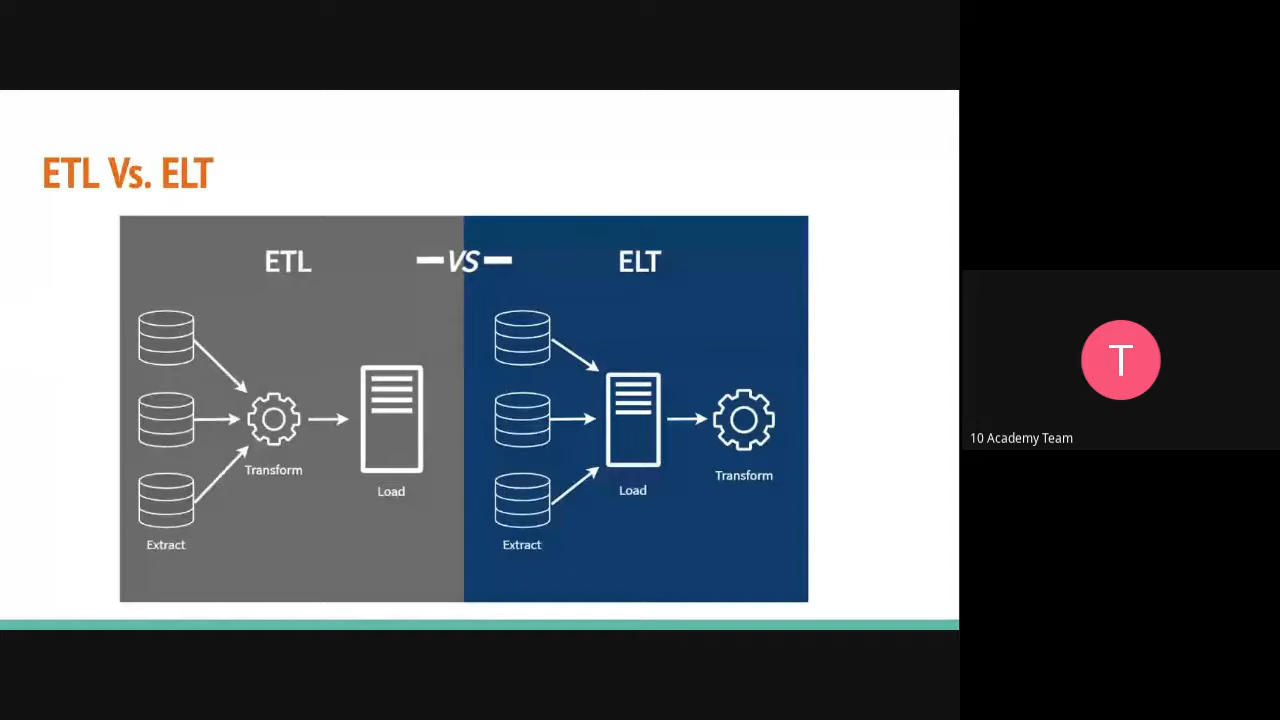 ETL Vs. ELT
ETL
VS
ELT
Transform
Load
Extract
Load
Transform
Extract
T
10 Academy Team